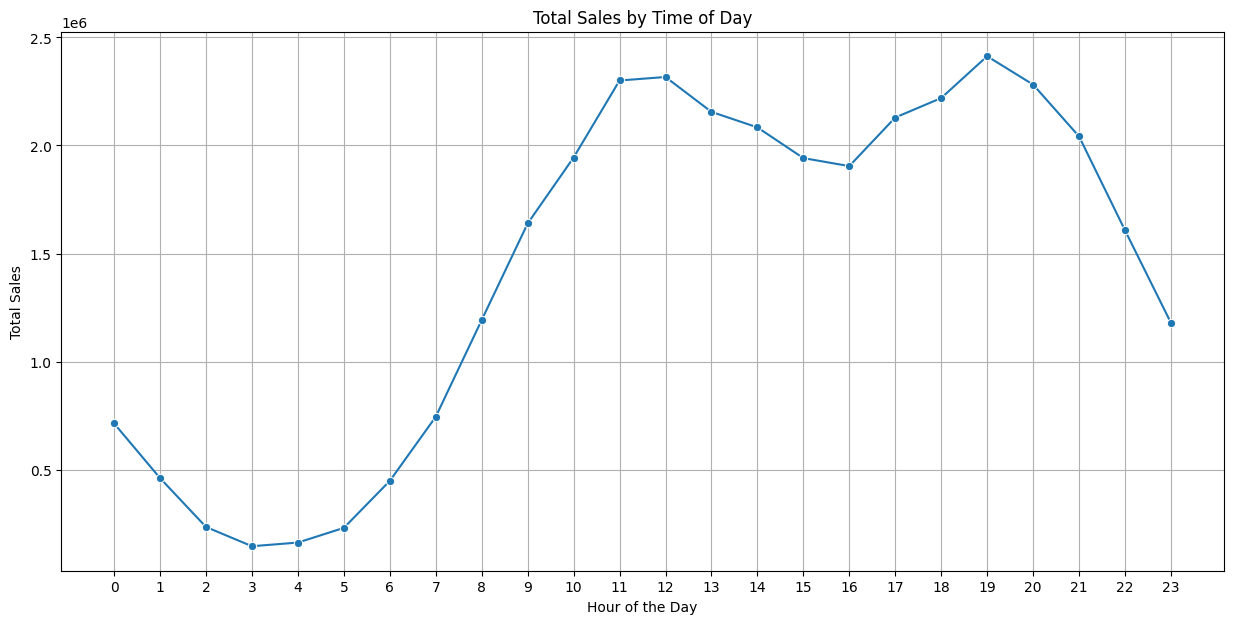 Total Sales by Time of Day
1e6
2.5
2.0
1.5
1.0
0.5
Total Sales
0 1 2 3 4 5 6 7 8 9 10 11 12 13 14 15 16 17 18 19 20 21 22 23
Hour of the Day